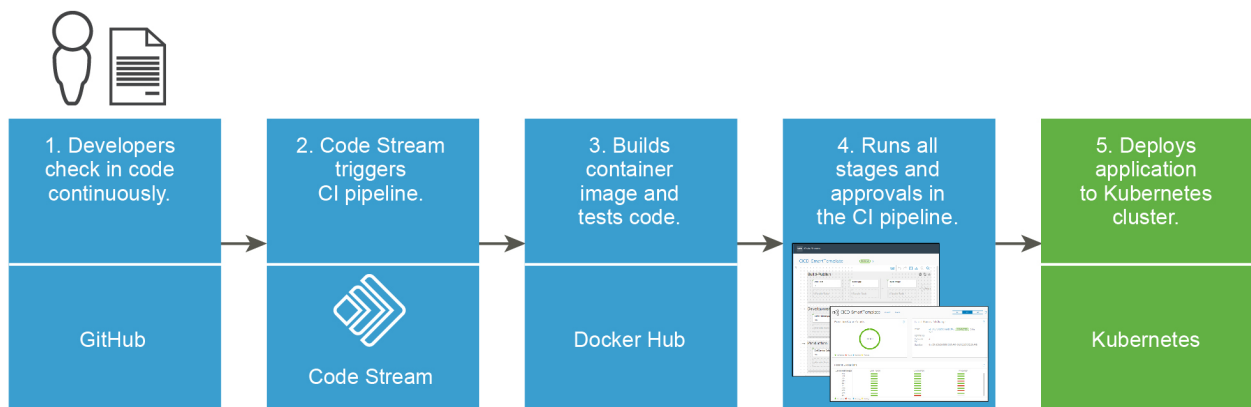 1. Developers
check in code
continuously.
2. Code Stream
triggers
CI pipeline.
3. Builds
container
image and
tests code.
4. Runs all
stages and
approvals in
the CI pipeline.
5. Deploys
application
to Kubernetes
cluster.
GitHub
Code Stream
Docker Hub
Kubernetes